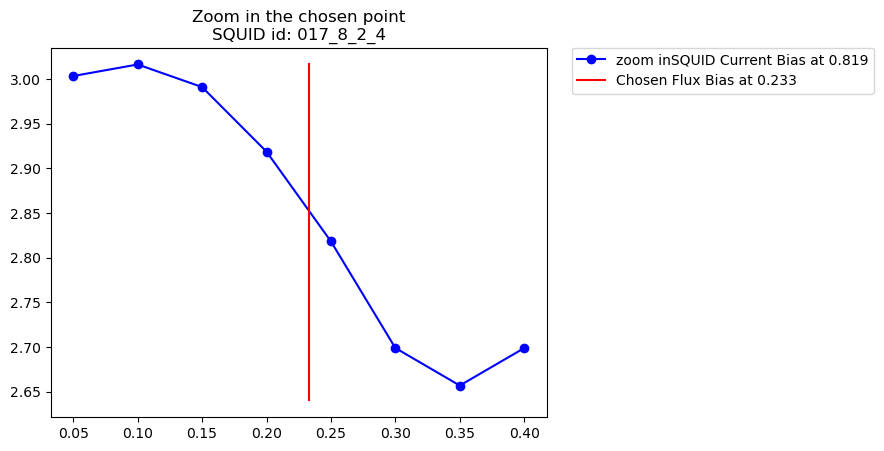 Zoom in the chosen point
SQUID id: 017_8_2_4
zoom inSQUID Current Bias at 0.819
Chosen Flux Bias at 0.233
3.00
2.95
2.90
2.85
2.80
2.75
2.70
2.65
0.05 0.10 0.15 0.20 0.25 0.30 0.35 0.40